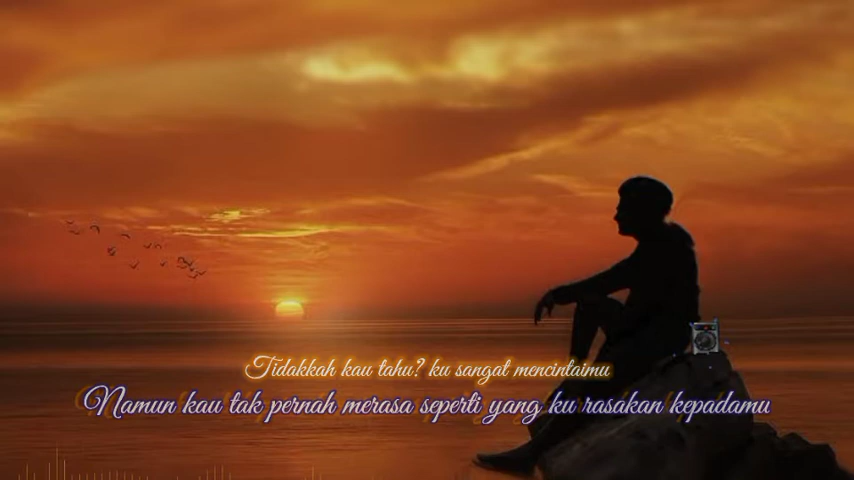 Tidakkah kau tahu? ku sangat mencintaimu
Namun kau tak pernah merasa seperti yang ku rasakan kepadamu